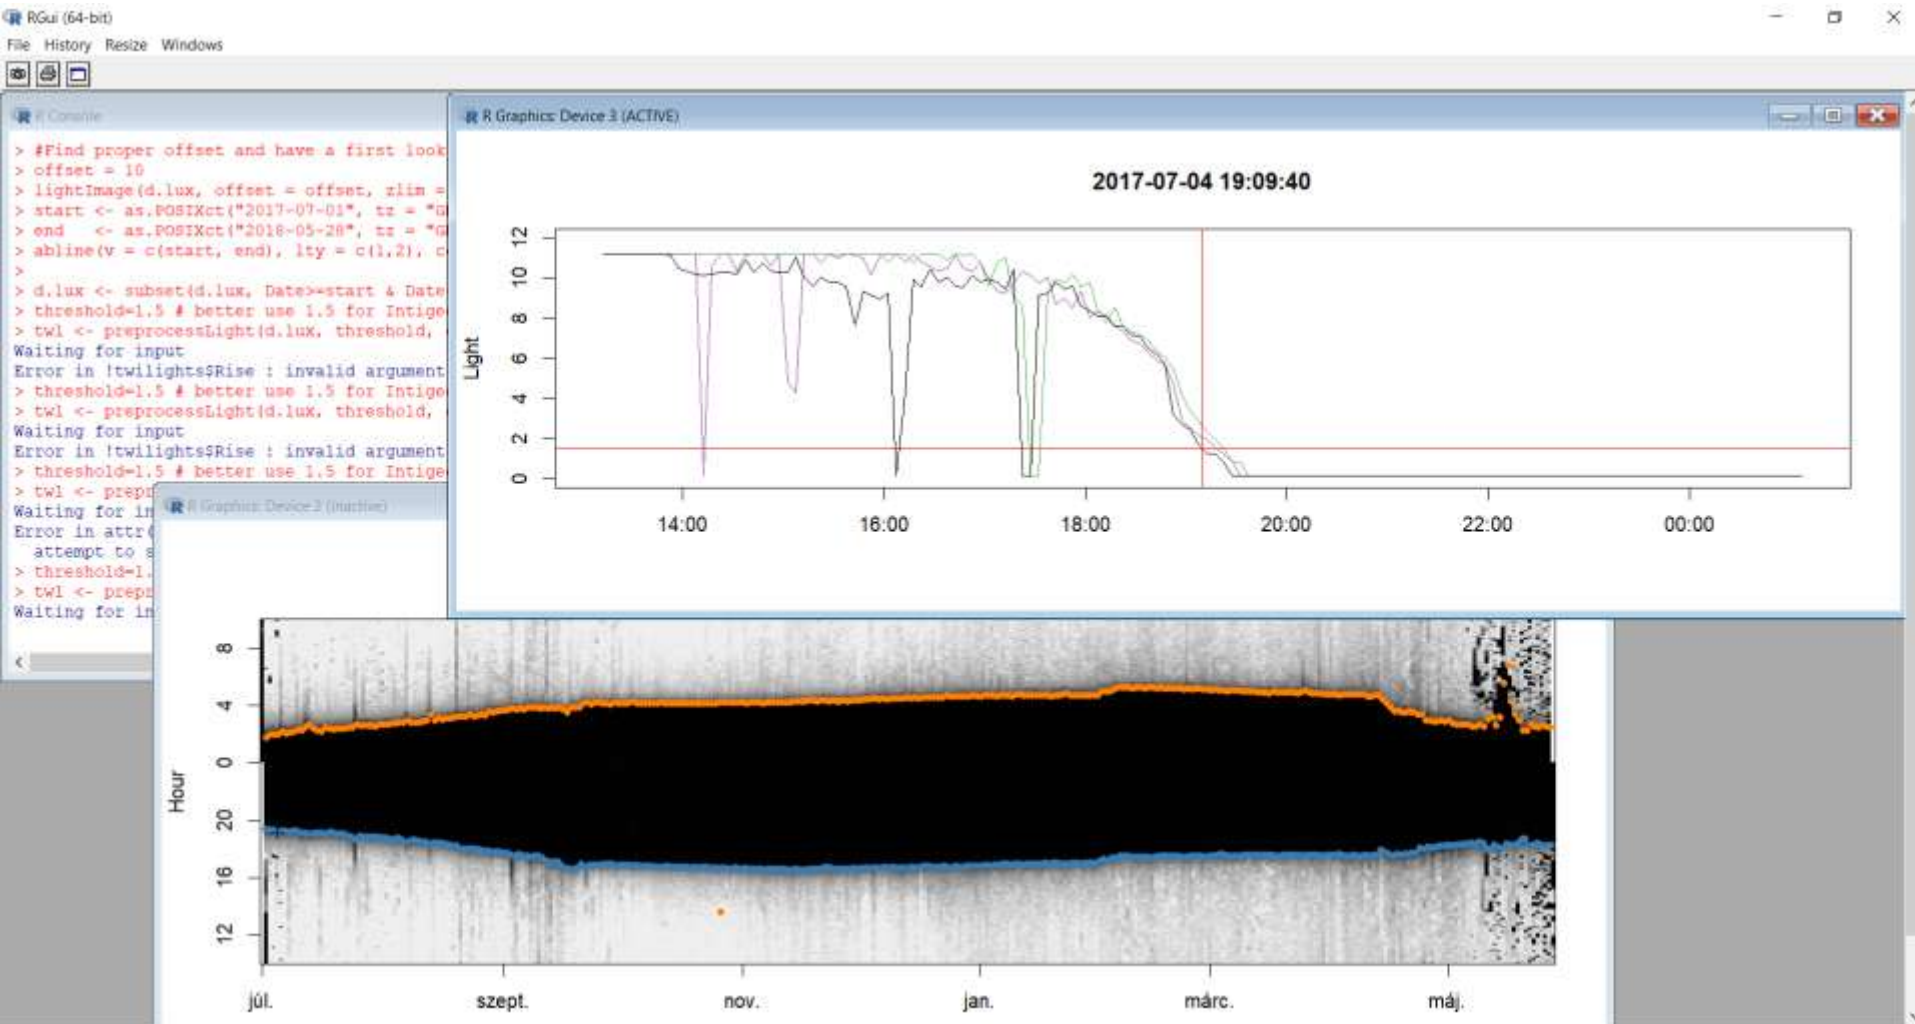 RGui (64-bit)
File History Resize Windows
R Console
> #Find proper offset and have a first look
> offset = 10
> lightImage(d.lux, offset = offset, zlim =
> start <- as.POSIXct("2017-07-01", tz = "G
> end   <- as.POSIXct("2018-05-28", tz = "G
> abline(v = c(start, end), lty = c(1,2), c
>
> d.lux <- subset(d.lux, Date>=start & Date
> threshold=1.5 # better use 1.5 for Intige
> twl <- preprocessLight(d.lux, threshold,
Waiting for input
Error in !twilights$Rise : invalid argument
> threshold=1.5 # better use 1.5 for Intige
> twl <- preprocessLight(d.lux, threshold,
Waiting for input
Error in !twilights$Rise : invalid argument
> threshold=1.5 # better use 1.5 for Intige
> twl <- prepr
Waiting for in
Error in attr(
attempt to s
> threshold=1.
> twl <- prepr
Waiting for in
R Graphics: Device 3 (ACTIVE)
2017-07-04 19:09:40
Light
12
10
8
6
4
2
0
14:00 16:00 18:00 20:00 22:00 00:00
R Graphics: Device 2 (inactive)
Hour
8
4
0
20
16
12
júl. szept. nov. jan. márc. máj.